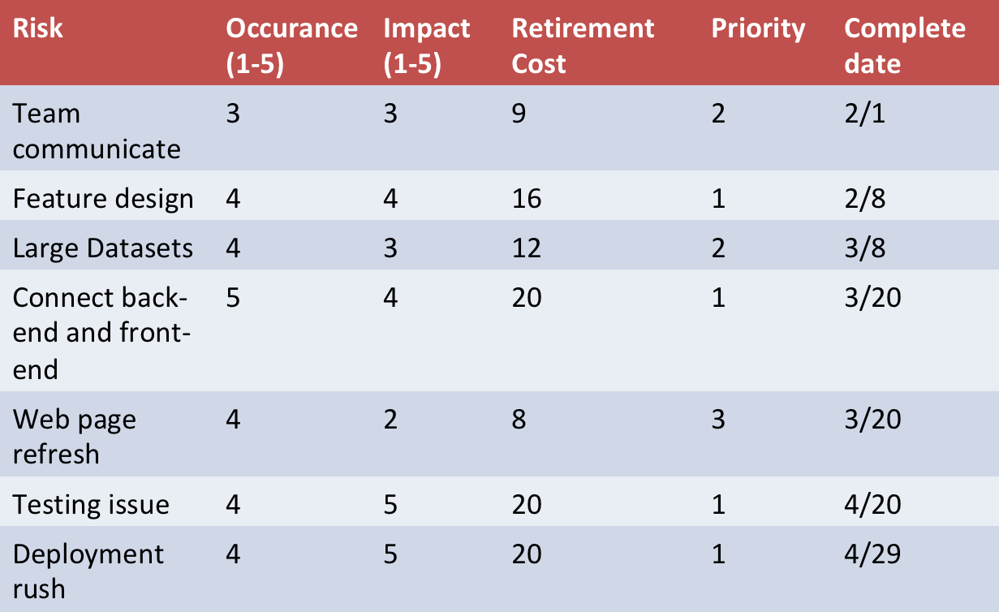 Risk Occurance Impact Retirement Priority Complete
(1-5) (1-5) Cost date
Team 3 3 9 2 2/1
communicate
Feature design 4 4 16 1 2/8
Large Datasets 4 3 12 2 3/8
Connect back- 5 4 20 1 3/20
end and front-
end
Web page 4 2 8 3 3/20
refresh
Testing issue 4 5 20 1 4/20
Deployment 4 5 20 1 4/29
rush